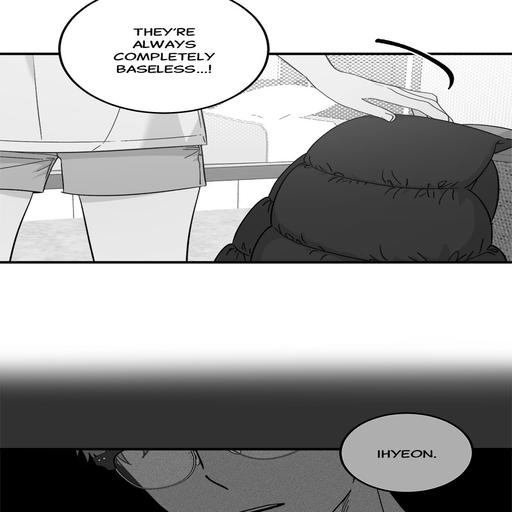 THEY'RE
ALWAYS
COMPLETELY
BASELESS...!
IHYEON.